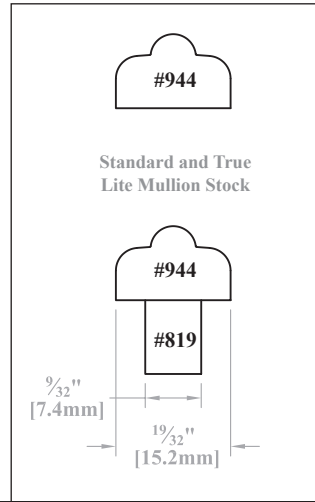 #944
Standard and True
Lite Mullion Stock
#944
#819
9/32"
[7.4mm]
19/32"
[15.2mm]